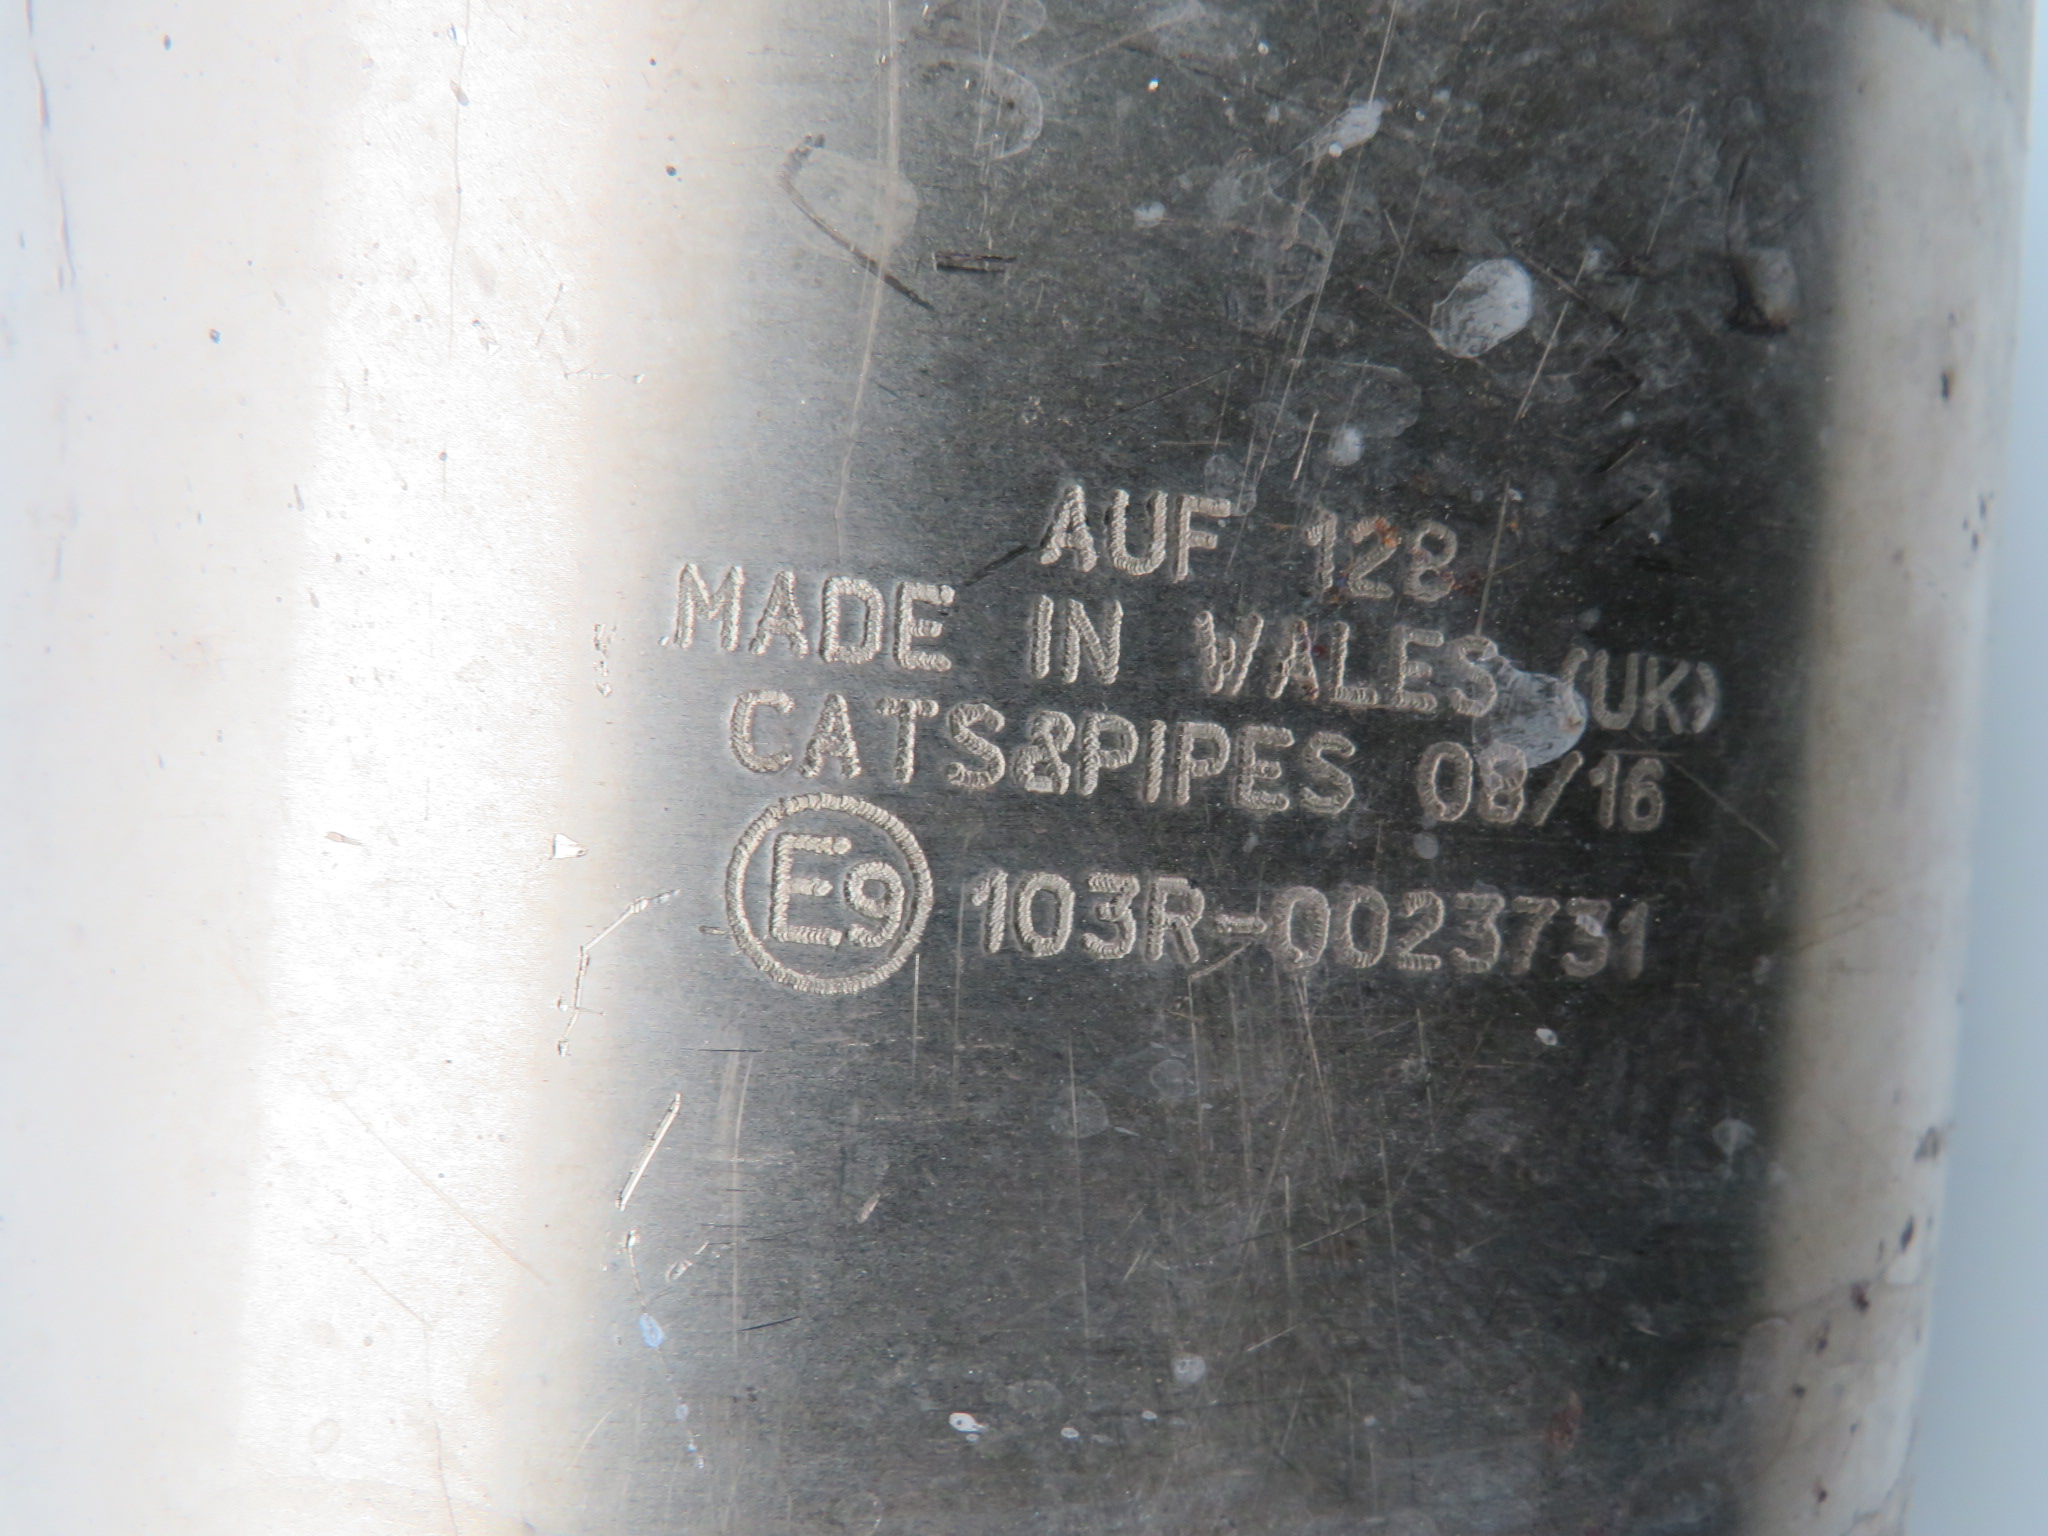 AUF 128
MADE IN WALES (UK)
CATS&PIPES 08/16
E9 103R-0023731